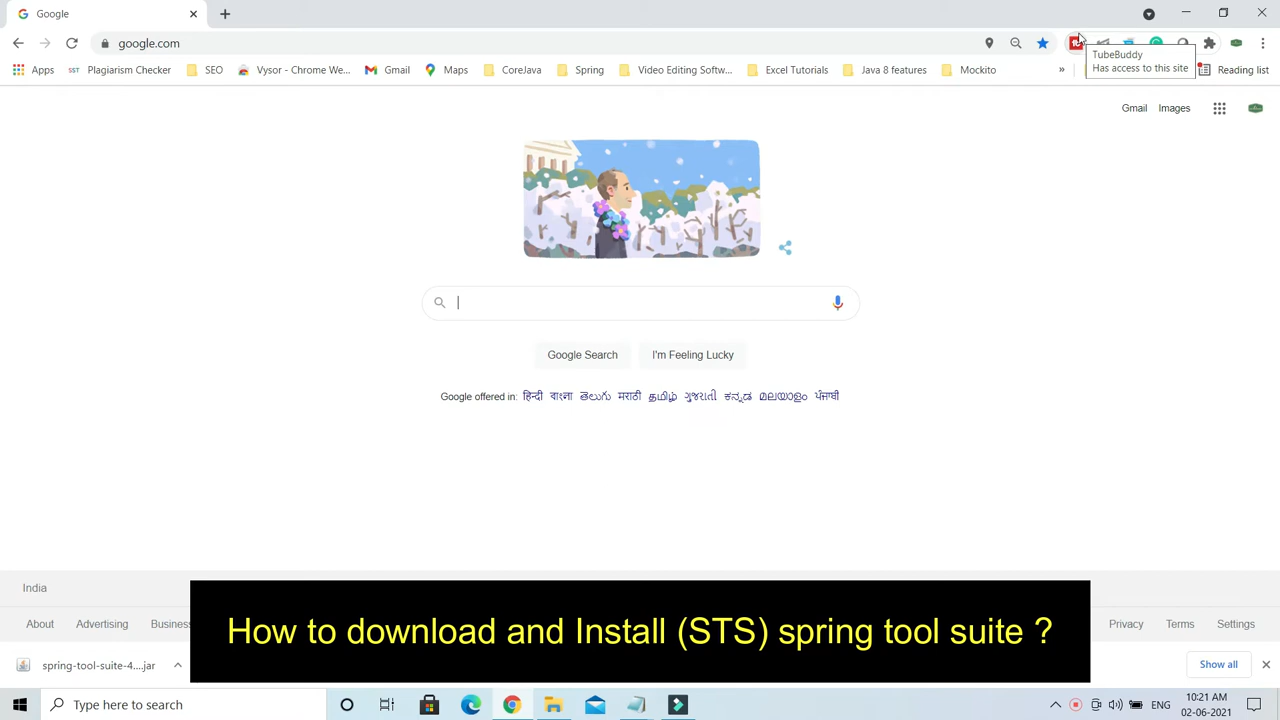 Google
google.com
TubeBuddy
Has access to this site
Apps
SST
Plagiarism Checker
SEO
Vysor - Chrome We...
GMail
Maps
CoreJava
Spring
Video Editing Softw...
Excel Tutorials
Java 8 features
Mockito
»
Reading list
Gmail
Images
Google Search
I'm Feeling Lucky
Google offered in: हिन्दी বাংলা తెలుగు मराठी தமிழ் ગુજરાતી ಕನ್ನಡ മലയാളം ਪੰਜਾਬੀ
India
How to download and Install (STS) spring tool suite ?
About
Advertising
Business
Privacy
Terms
Settings
spring-tool-suite-4....jar
Show all
Type here to search
ENG
10:21 AM
02-06-2021